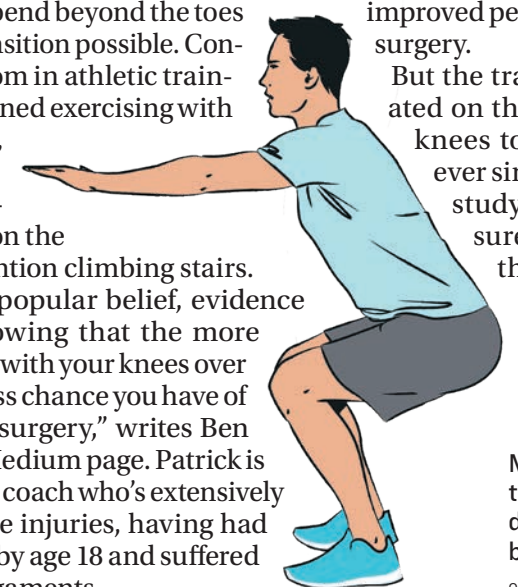 bend beyond the toes
sition possible. Con-
om in athletic train-
ned exercising with
on the
ntion climbing stairs.
popular belief, evidence
owing that the more
with your knees over
ss chance you have of
surgery,” writes Ben
Medium page. Patrick is
coach who’s extensively
e injuries, having had
by age 18 and suffered
gaments
improved pe
surgery.
But the tra
ated on th
knees to
ever sin
study
sure
th
M
t
d
b